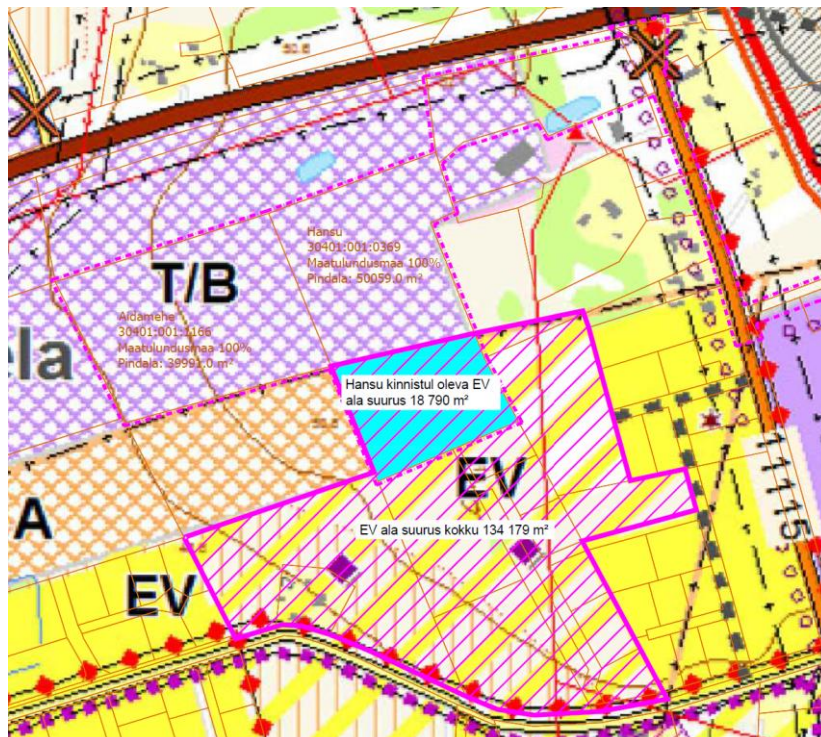 Hansu
30401:001:0369
Maatulundusmaa 100%
Pindala: 50059.0 m²
T/B
Aidamehe
30401:001:1166
Maatulundusmaa 100%
Pindala: 39991.0 m²
ela
Hansu kinnistul oleva EV
ala suurus 18 790 m²
EV
A
EV ala suurus kokku 134 179 m²
EV
11115